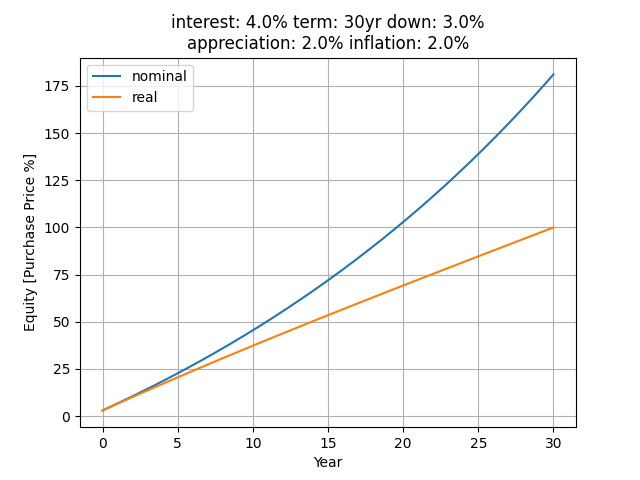 interest: 4.0% term: 30yr down: 3.0%
appreciation: 2.0% inflation: 2.0%
nominal
real
175
150
125
100
75
50
25
0
Equity [Purchase Price %]
0 5 10 15 20 25 30
Year